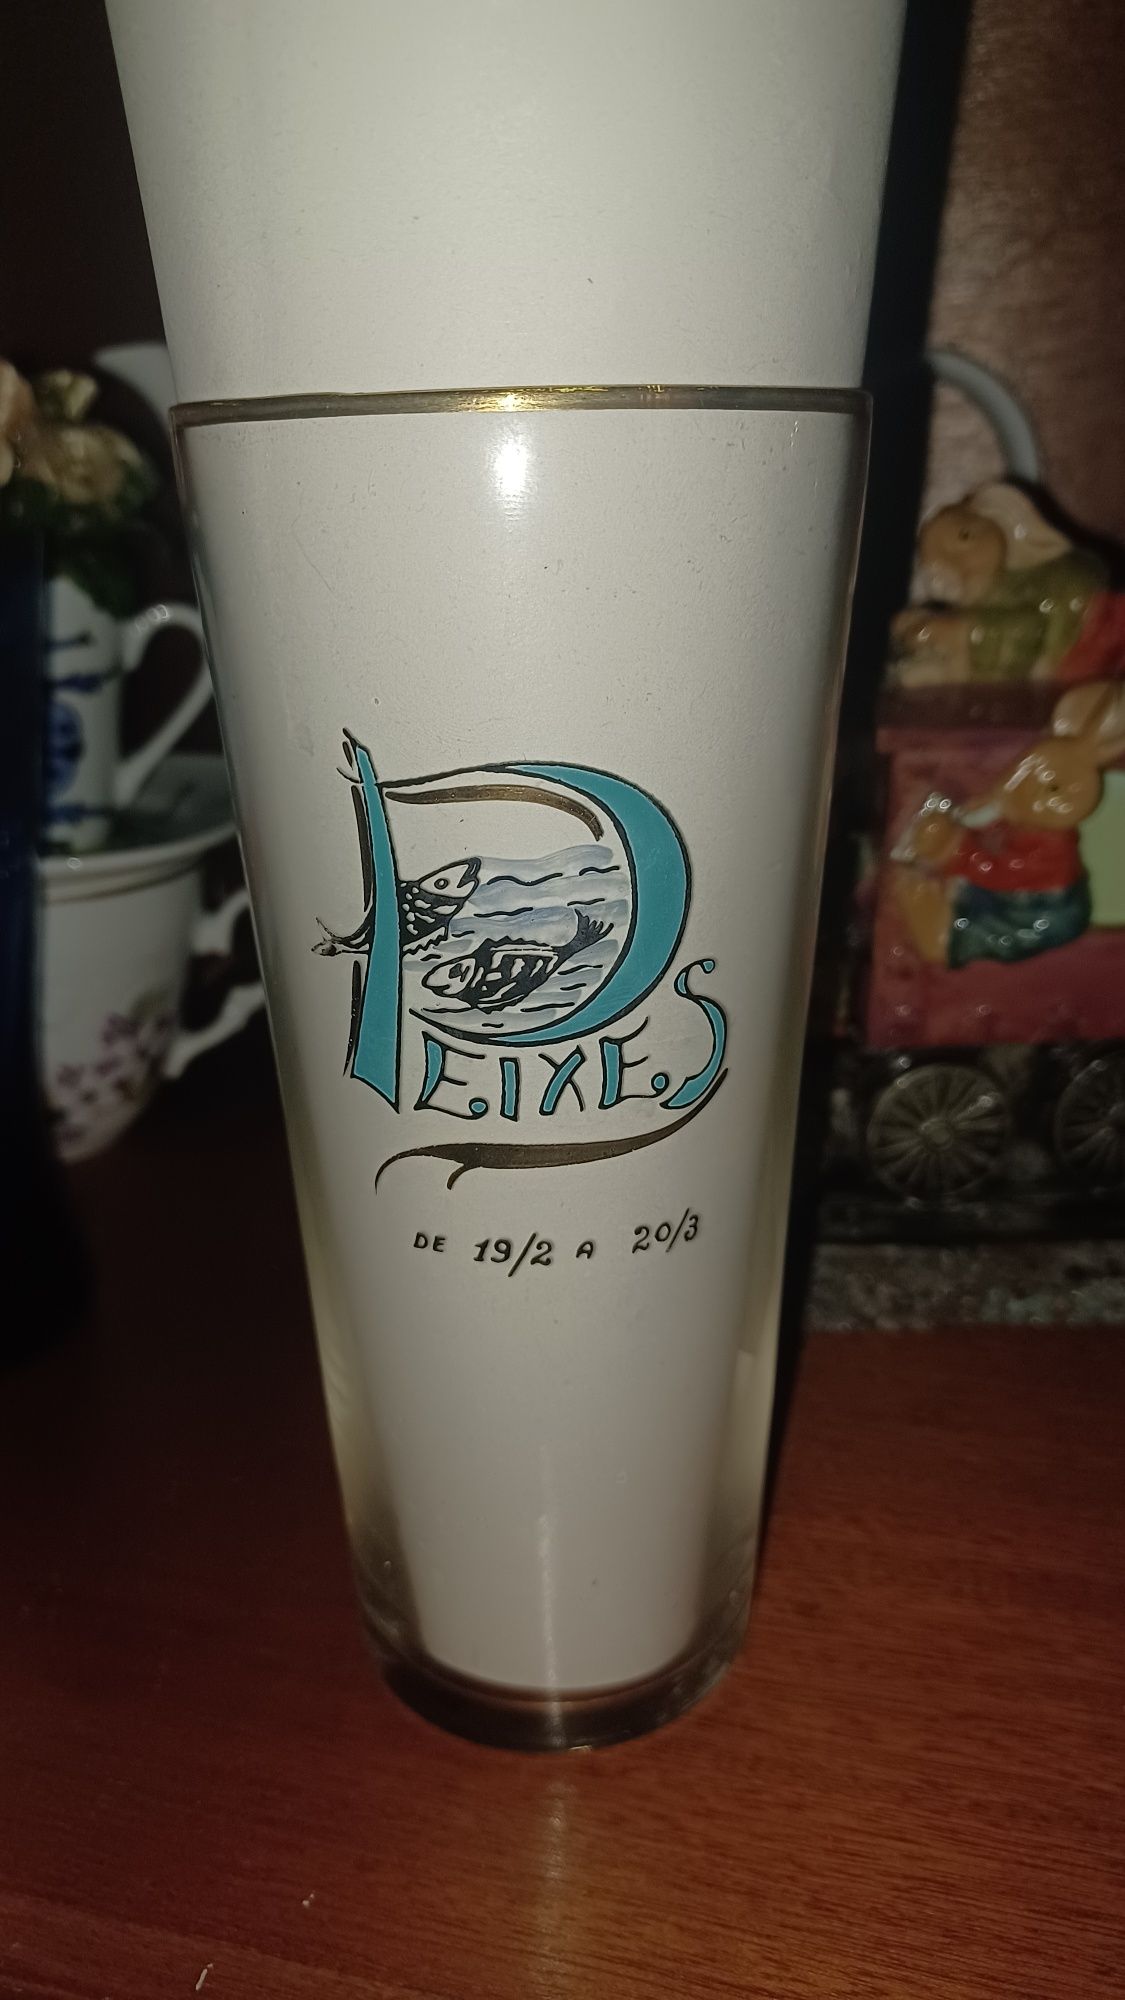 PEIXES
DE 19/2 A 20/3